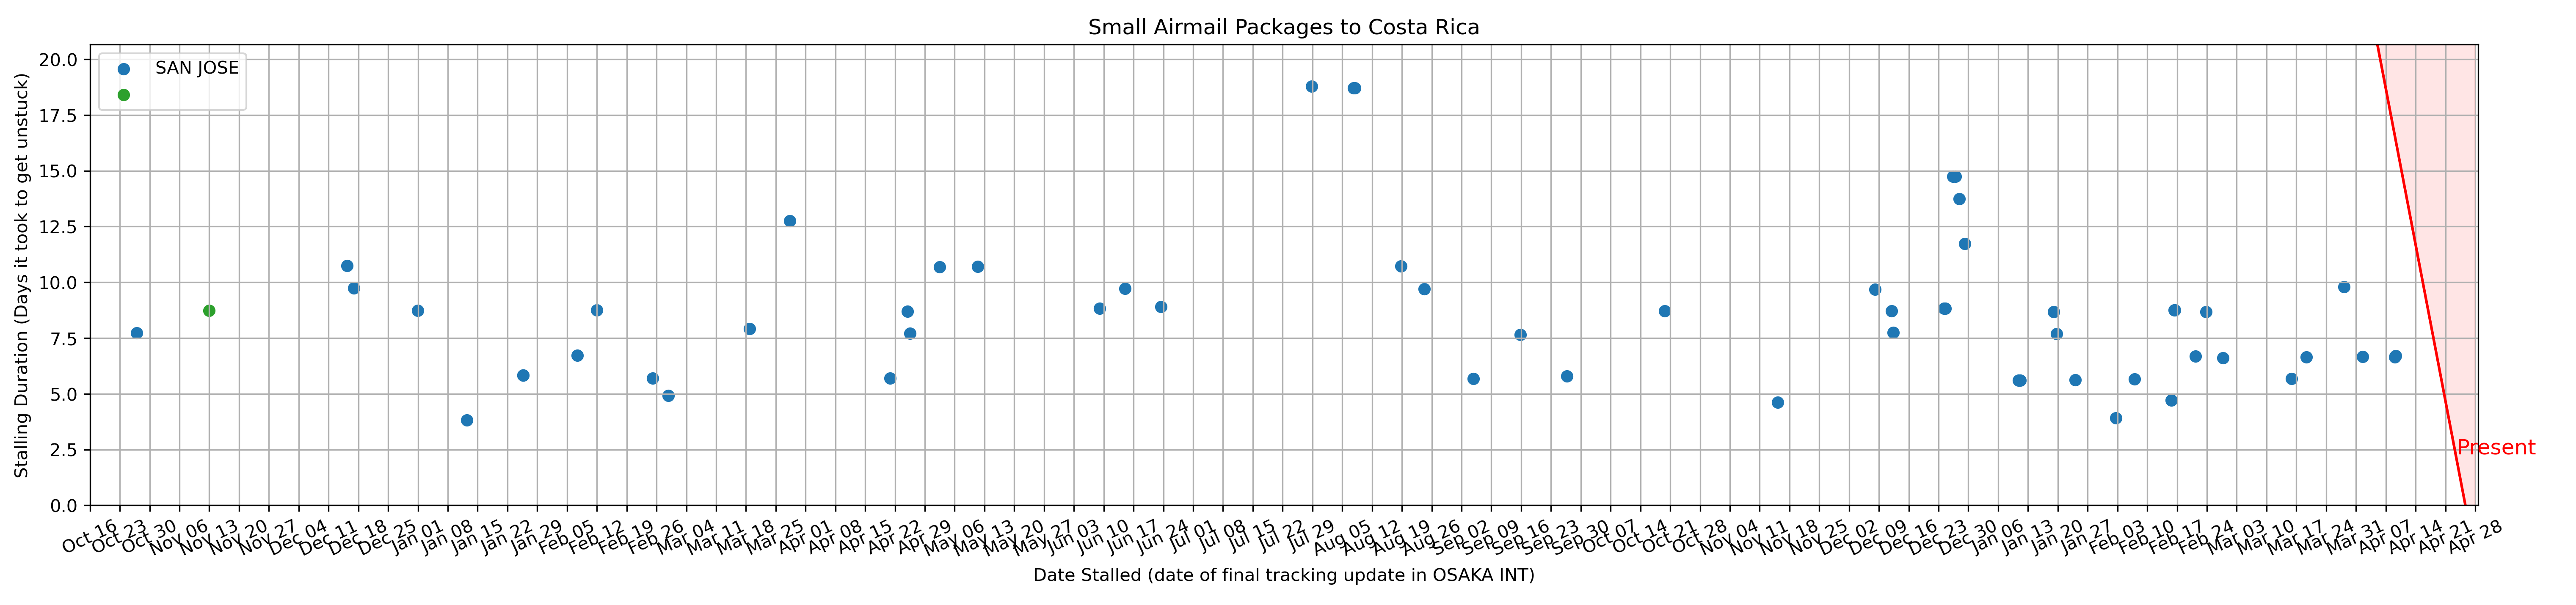 Small Airmail Packages to Costa Rica
Stalling Duration (Days it took to get unstuck)
20.0
17.5
15.0
12.5
10.0
7.5
5.0
2.5
0.0
SAN JOSE
Present
Oct 16
Oct 23
Oct 30
Nov 06
Nov 13
Nov 20
Nov 27
Dec 04
Dec 11
Dec 18
Dec 25
Jan 01
Jan 08
Jan 15
Jan 22
Jan 29
Feb 05
Feb 12
Feb 19
Feb 26
Mar 04
Mar 11
Mar 18
Mar 25
Apr 01
Apr 08
Apr 15
Apr 22
Apr 29
May 06
May 13
May 20
May 27
Jun 03
Jun 10
Jun 17
Jun 24
Jul 01
Jul 08
Jul 15
Jul 22
Jul 29
Aug 05
Aug 12
Aug 19
Aug 26
Sep 02
Sep 09
Sep 16
Sep 23
Sep 30
Oct 07
Oct 14
Oct 21
Oct 28
Nov 04
Nov 11
Nov 18
Nov 25
Dec 02
Dec 09
Dec 16
Dec 23
Dec 30
Jan 06
Jan 13
Jan 20
Jan 27
Feb 03
Feb 10
Feb 17
Feb 24
Mar 03
Mar 10
Mar 17
Mar 24
Mar 31
Apr 07
Apr 14
Apr 21
Apr 28
Date Stalled (date of final tracking update in OSAKA INT)